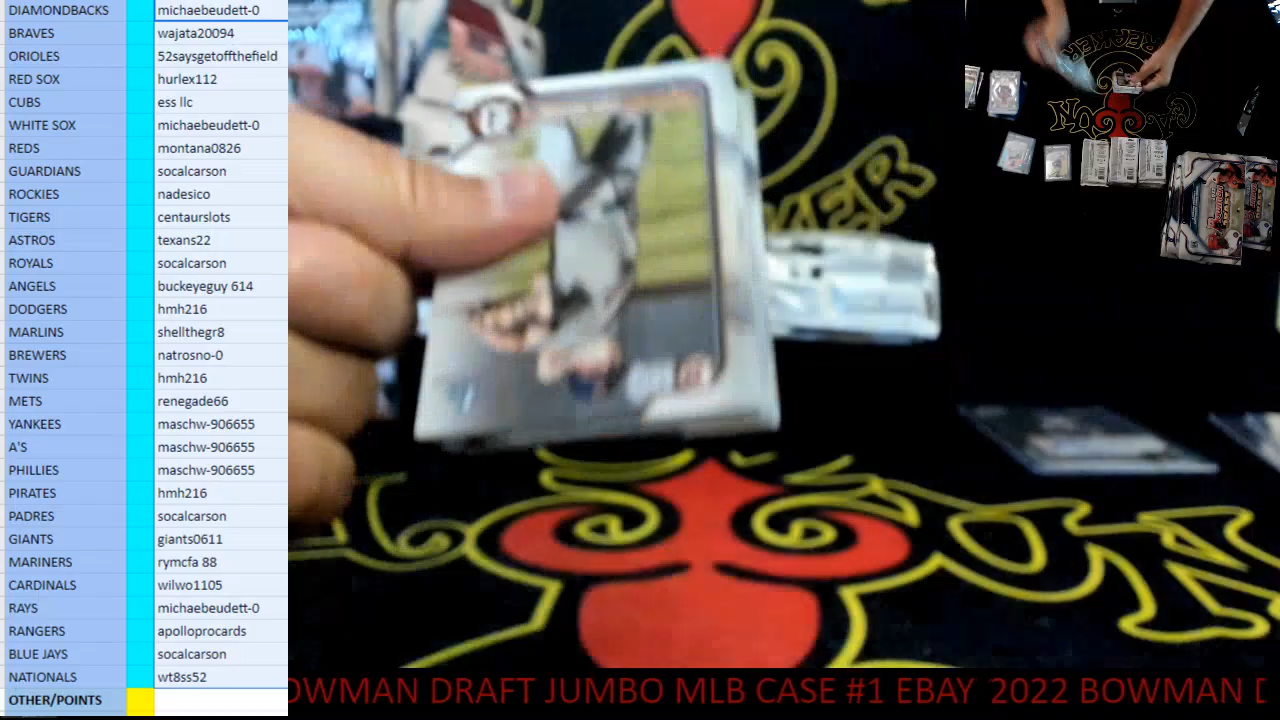 DIAMONDBACKS michaebeudett-0
BRAVES wajata20094
ORIOLES 52saysgetoffthefield
RED SOX hurlex112
CUBS ess llc
WHITE SOX michaebeudett-0
REDS montana0826
GUARDIANS socalcarson
ROCKIES nadesico
TIGERS centaurslots
ASTROS texans22
ROYALS socalcarson
ANGELS buckeyeguy 614
DODGERS hmh216
MARLINS shellthegr8
BREWERS natrosno-0
TWINS hmh216
METS renegade66
YANKEES maschw-906655
A'S maschw-906655
PHILLIES maschw-906655
PIRATES hmh216
PADRES socalcarson
GIANTS giants0611
MARINERS rymcfa 88
CARDINALS wilwo1105
RAYS michaebeudett-0
RANGERS apolloprocards
BLUE JAYS socalcarson
NATIONALS wt8ss52
OTHER/POINTS
OWMAN DRAFT JUMBO MLB CASE #1 EBAY 2022 BOWMAN D